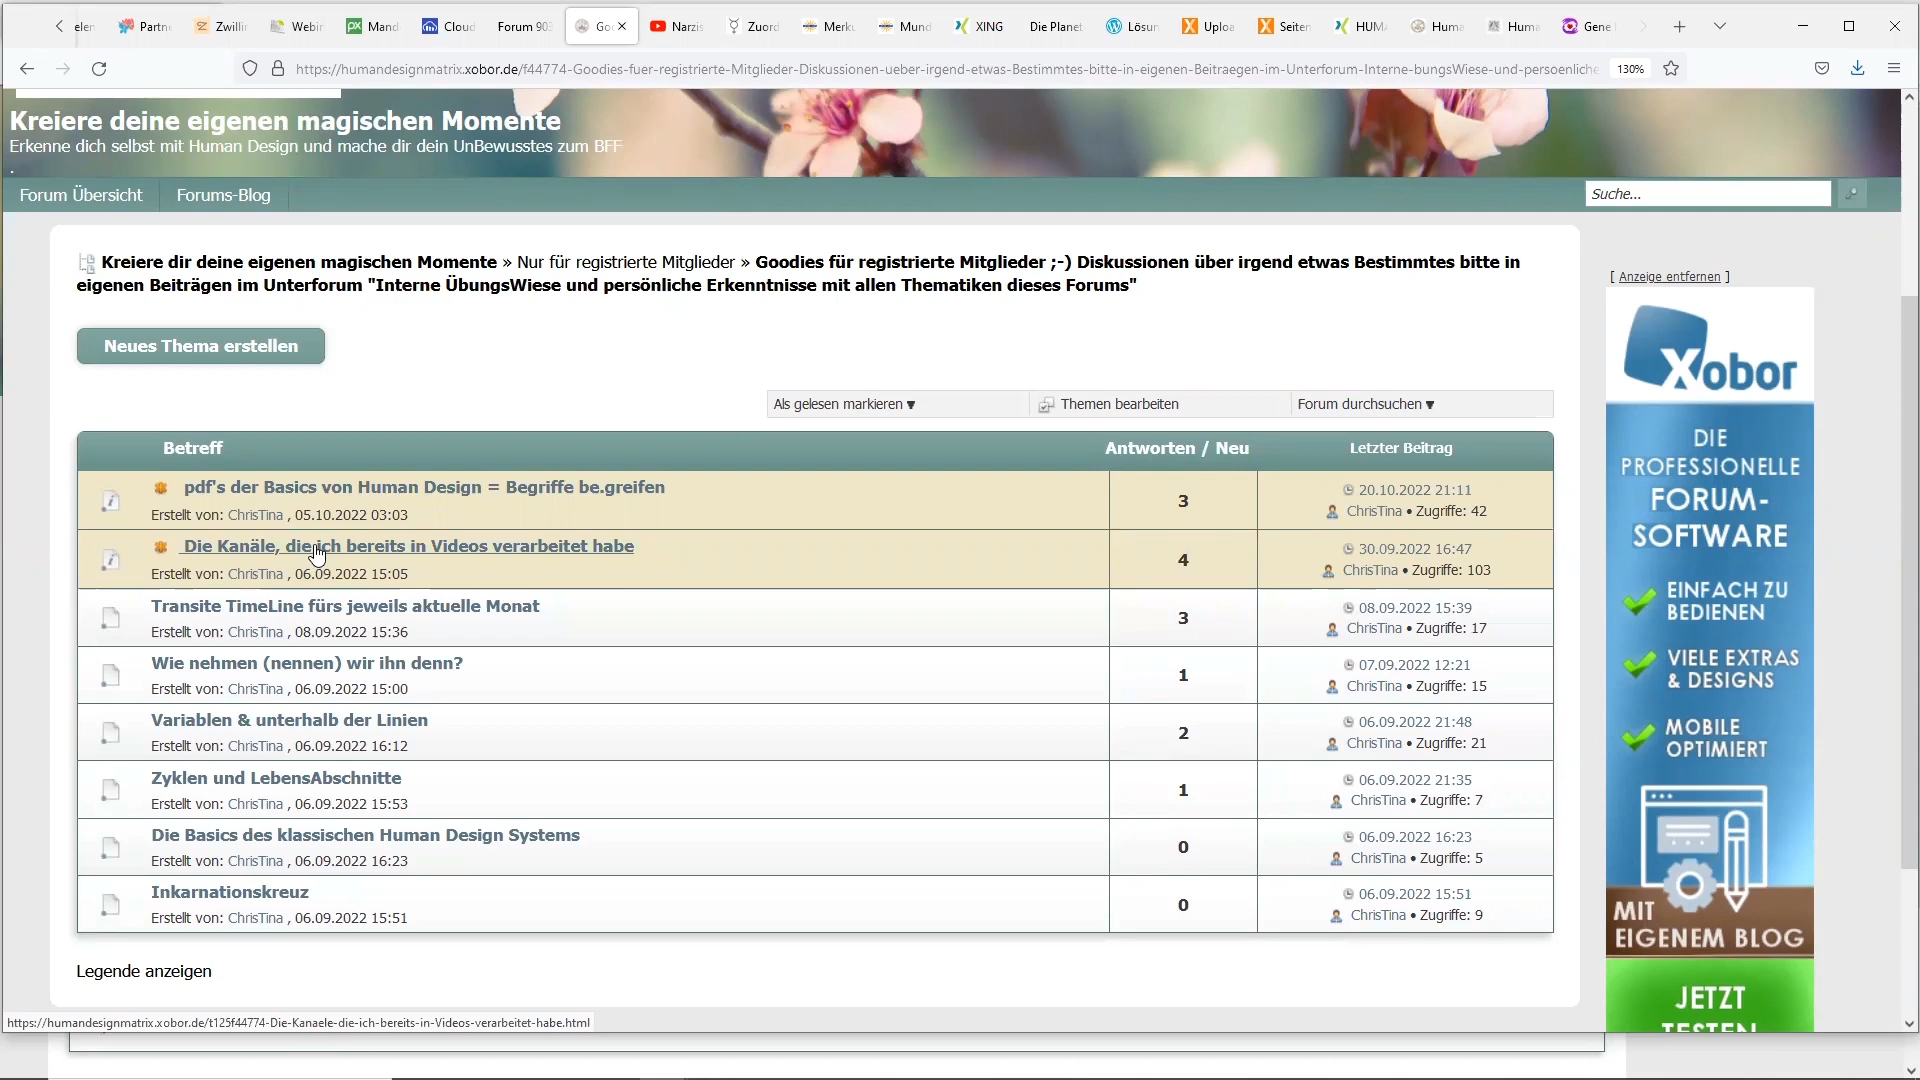 elen
Partn
Zwillin
Webin
Mand
Cloud
Forum 903
Goo
Narzis
Zuord
Merku
Mund
XING
Die Planet
Lösun
Uploa
Seiten
HUMA
Huma
Huma
Gene
https://humandesignmatrix.xobor.de/f44774-Goodies-fuer-registrierte-Mitglieder-Diskussionen-ueber-irgend-etwas-Bestimmtes-bitte-in-eigenen-Beitraegen-im-Unterforum-Interne-bungsWiese-und-persoenliche
130%
Kreiere deine eigenen magischen Momente
Erkenne dich selbst mit Human Design und mache dir dein UnBewusstes zum BFF
.
Forum Übersicht
Forums-Blog
Suche...
Kreiere dir deine eigenen magischen Momente » Nur für registrierte Mitglieder » Goodies für registrierte Mitglieder ;-) Diskussionen über irgend etwas Bestimmtes bitte in
eigenen Beiträgen im Unterforum "Interne ÜbungsWiese und persönliche Erkenntnisse mit allen Thematiken dieses Forums"
[ Anzeige entfernen ]
Neues Thema erstellen
Als gelesen markieren ▼
Themen bearbeiten
Forum durchsuchen ▼
Betreff
Antworten / Neu
Letzter Beitrag
pdf's der Basics von Human Design = Begriffe be.greifen
Erstellt von: ChrisTina , 05.10.2022 03:03
3
20.10.2022 21:11
ChrisTina • Zugriffe: 42
Die Kanäle, die ich bereits in Videos verarbeitet habe
Erstellt von: ChrisTina , 06.09.2022 15:05
4
30.09.2022 16:47
ChrisTina • Zugriffe: 103
Transite TimeLine fürs jeweils aktuelle Monat
Erstellt von: ChrisTina , 08.09.2022 15:36
3
08.09.2022 15:39
ChrisTina • Zugriffe: 17
Wie nehmen (nennen) wir ihn denn?
Erstellt von: ChrisTina , 06.09.2022 15:00
1
07.09.2022 12:21
ChrisTina • Zugriffe: 15
Variablen & unterhalb der Linien
Erstellt von: ChrisTina , 06.09.2022 16:12
2
06.09.2022 21:48
ChrisTina • Zugriffe: 21
Zyklen und LebensAbschnitte
Erstellt von: ChrisTina , 06.09.2022 15:53
1
06.09.2022 21:35
ChrisTina • Zugriffe: 7
Die Basics des klassischen Human Design Systems
Erstellt von: ChrisTina , 06.09.2022 16:23
0
06.09.2022 16:23
ChrisTina • Zugriffe: 5
Inkarnationskreuz
Erstellt von: ChrisTina , 06.09.2022 15:51
0
06.09.2022 15:51
ChrisTina • Zugriffe: 9
Legende anzeigen
Xobor
DIE
PROFESSIONELLE
FORUM-
SOFTWARE
EINFACH ZU
BEDIENEN
VIELE EXTRAS
& DESIGNS
MOBILE
OPTIMIERT
MIT
EIGENEM BLOG
JETZT
TESTEN
https://humandesignmatrix.xobor.de/t125f44774-Die-Kanaele-die-ich-bereits-in-Videos-verarbeitet-habe.html